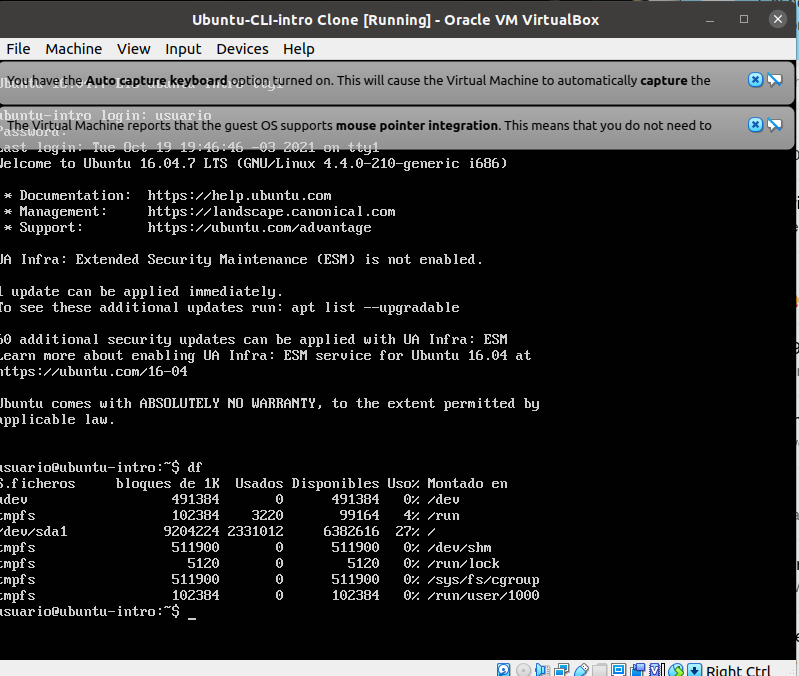 Ubuntu-CLI-intro Clone [Running] - Oracle VM VirtualBox
File Machine View Input Devices Help
You have the Auto capture keyboard option turned on. This will cause the Virtual Machine to automatically capture the
ubuntu-intro login: usuario
The Virtual Machine reports that the guest OS supports mouse pointer integration. This means that you do not need to
Password:
Last login: Tue Oct 19 19:46:46 -03 2021 on tty1
Welcome to Ubuntu 16.04.7 LTS (GNU/Linux 4.4.0-210-generic i686)
* Documentation: https://help.ubuntu.com
* Management: https://landscape.canonical.com
* Support: https://ubuntu.com/advantage
UA Infra: Extended Security Maintenance (ESM) is not enabled.
1 update can be applied immediately.
To see these additional updates run: apt list --upgradable
60 additional security updates can be applied with UA Infra: ESM
Learn more about enabling UA Infra: ESM service for Ubuntu 16.04 at
https://ubuntu.com/16-04
Ubuntu comes with ABSOLUTELY NO WARRANTY, to the extent permitted by
applicable law.
usuario@ubuntu-intro:~$ df
S.ficheros bloques de 1K Usados Disponibles Uso% Montado en
udev 491384 0 491384 0% /dev
tmpfs 102384 3220 99164 4% /run
/dev/sda1 9204224 2331012 6382616 27% /
tmpfs 511900 0 511900 0% /dev/shm
tmpfs 5120 0 5120 0% /run/lock
tmpfs 511900 0 511900 0% /sys/fs/cgroup
tmpfs 102384 0 102384 0% /run/user/1000
usuario@ubuntu-intro:~$ _
Right Ctrl